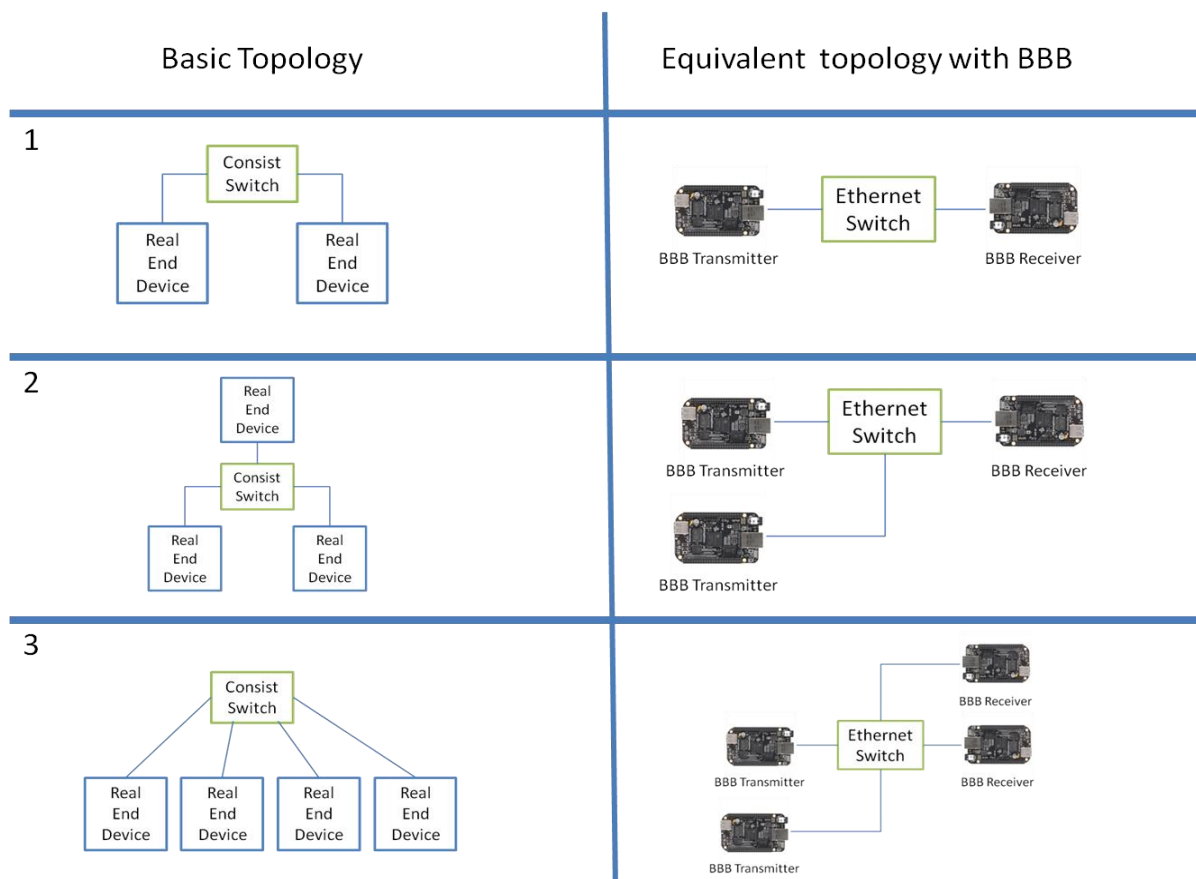 Basic Topology
Equivalent topology with BBB
1
Consist
Switch
Real
End
Device
Real
End
Device
Ethernet
Switch
BBB Transmitter
BBB Receiver
2
Real
End
Device
Consist
Switch
Real
End
Device
Real
End
Device
Ethernet
Switch
BBB Transmitter
BBB Receiver
BBB Transmitter
3
Consist
Switch
Real
End
Device
Real
End
Device
Real
End
Device
Real
End
Device
BBB Receiver
Ethernet
Switch
BBB Transmitter
BBB Receiver
BBB Transmitter